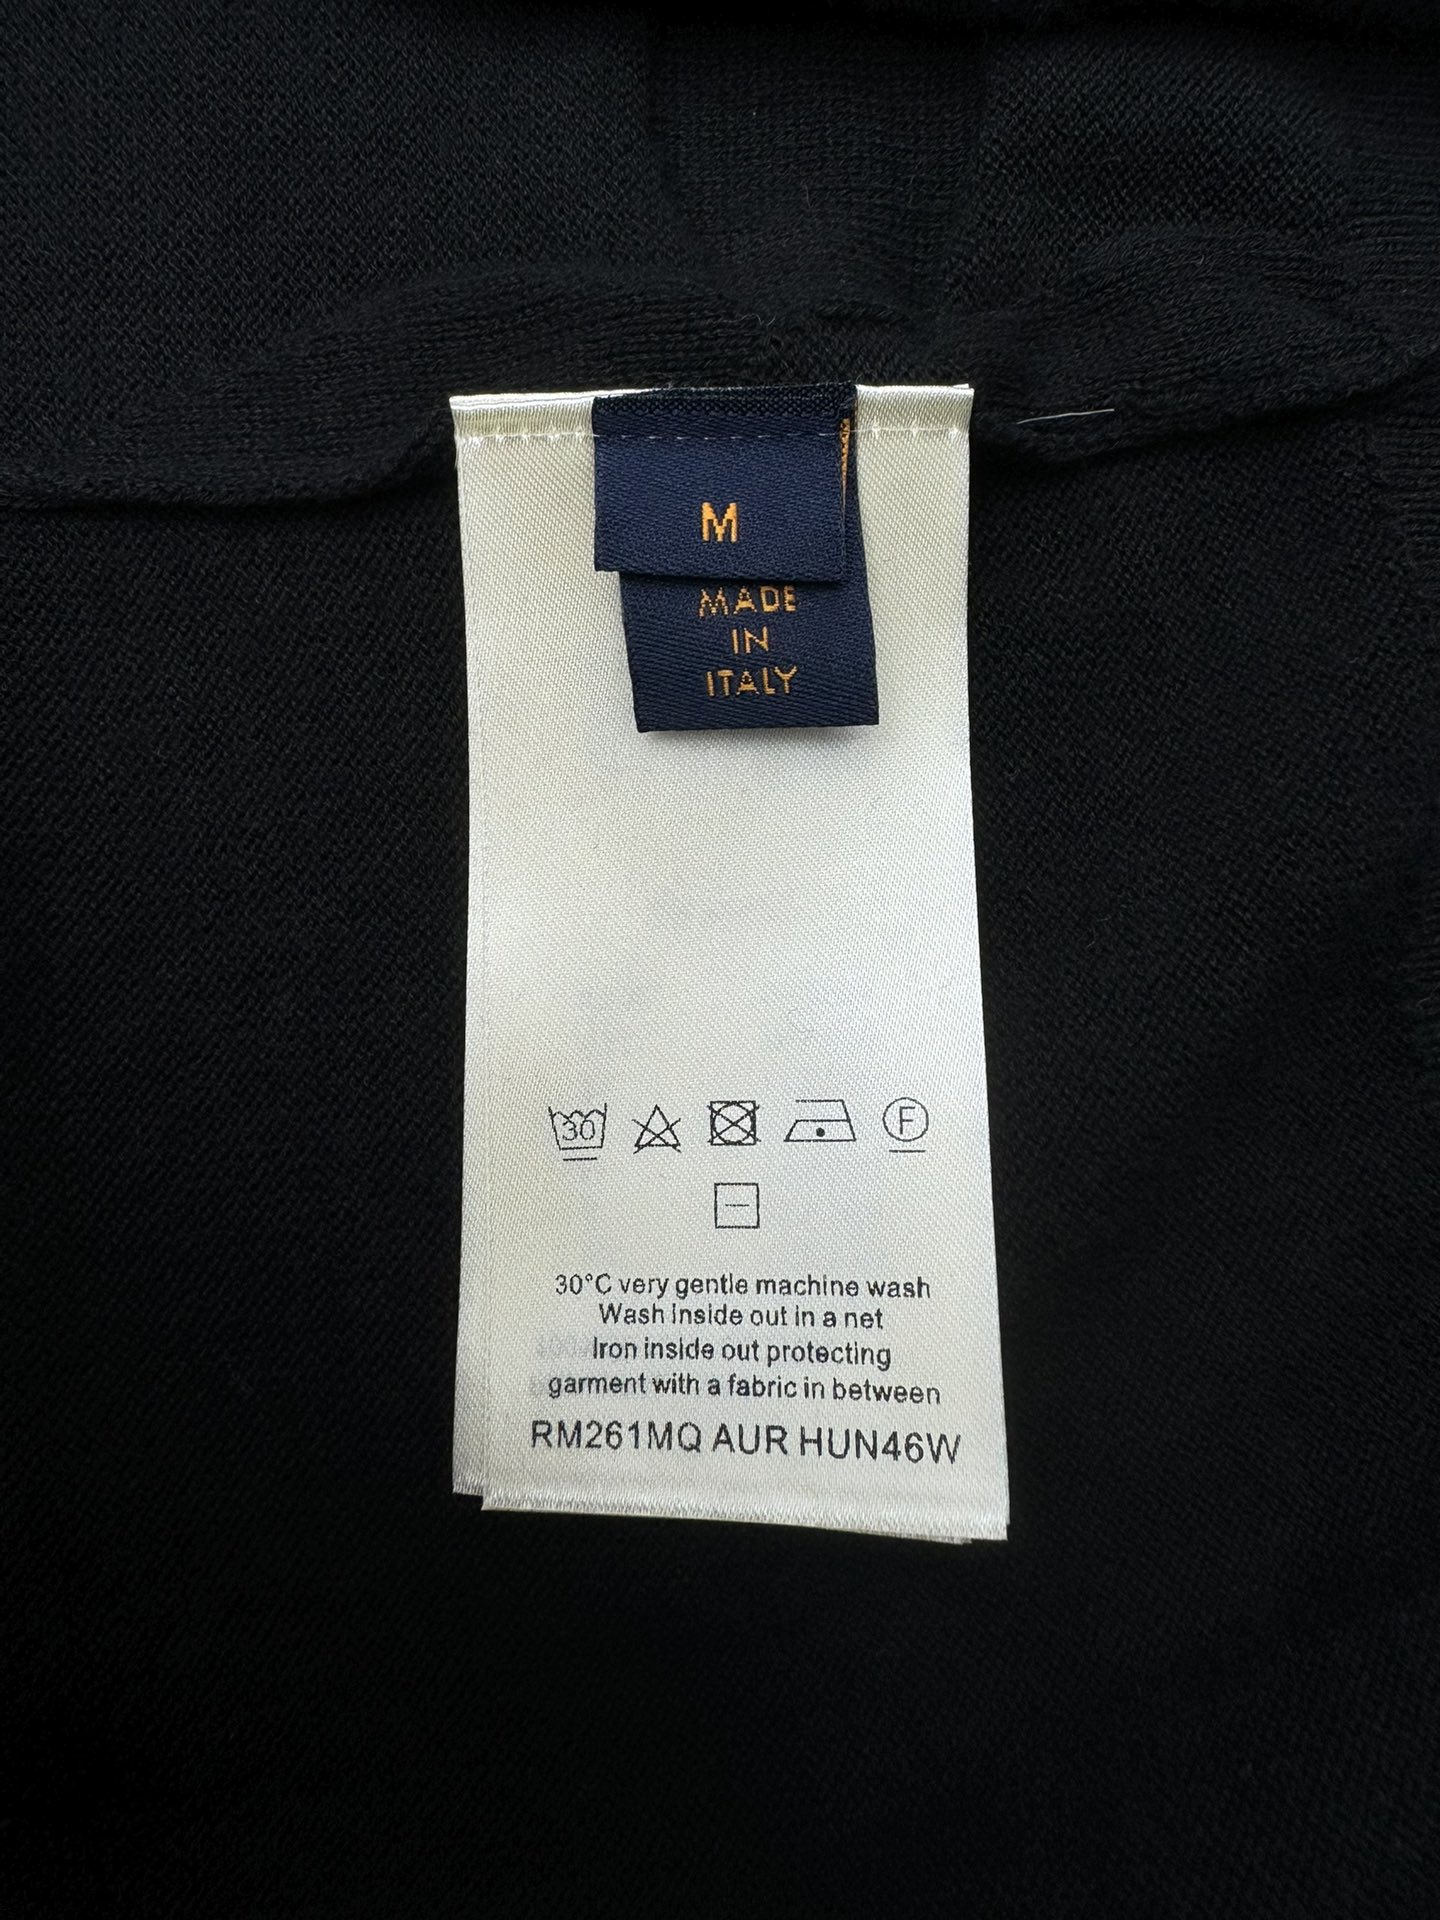 M
MADE
IN
ITALY
30
F
30°C very gentle machine wash
Wash inside out in a net
Iron inside out protecting
garment with a fabric in between
RM261MQ AUR HUN46W